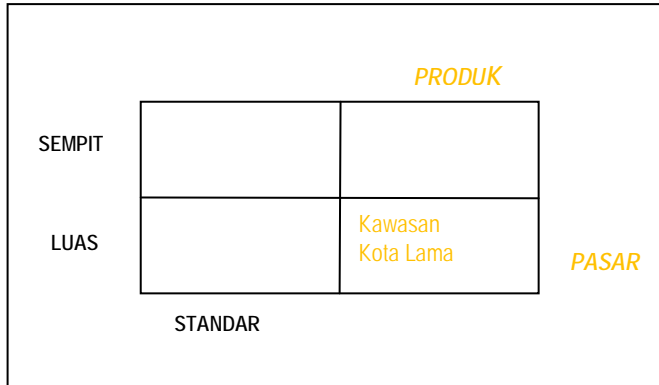 PRODUK
SEMPIT
Kawasan
Kota Lama
LUAS
PASAR
STANDAR